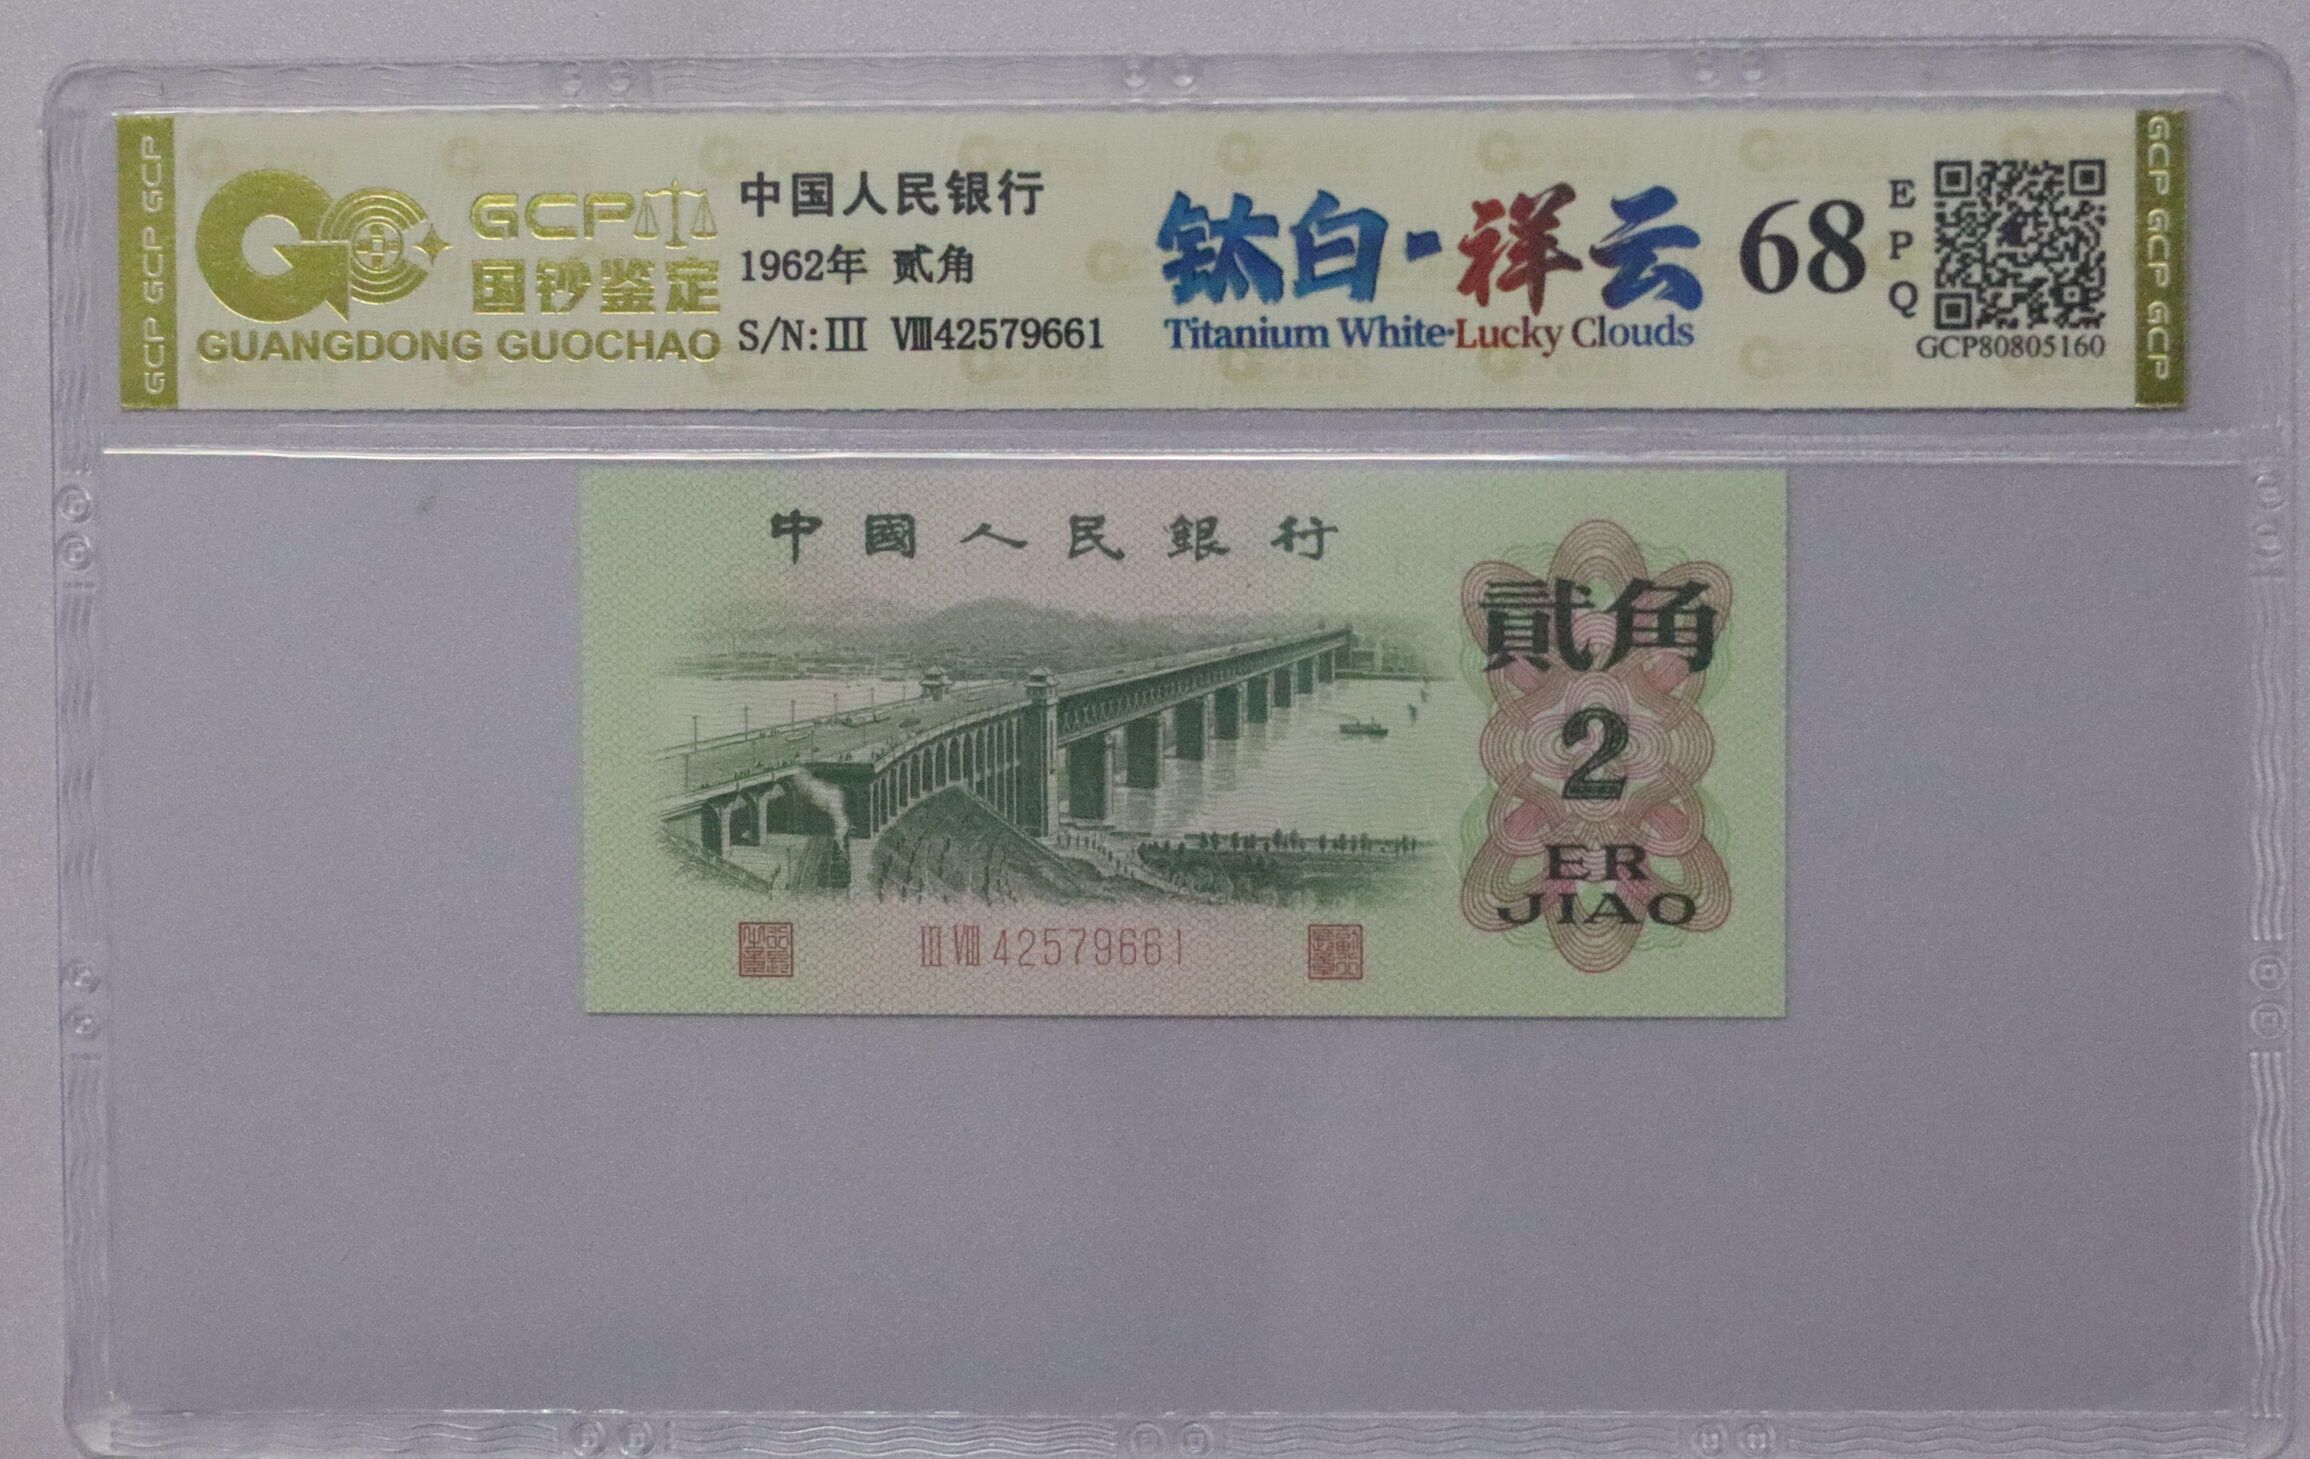 GCP GCP GCP
GCP
国钞鉴定
GUANGDONG GUOCHAO
中国人民银行
1962年 贰角
S/N:III VIII42579661
钛白·祥云
Titanium White·Lucky Clouds
68
EPQ
GCP80805160
GCP GCP GCP
中國人民銀行
貳角
2
ER
JIAO
III VIII 42579661